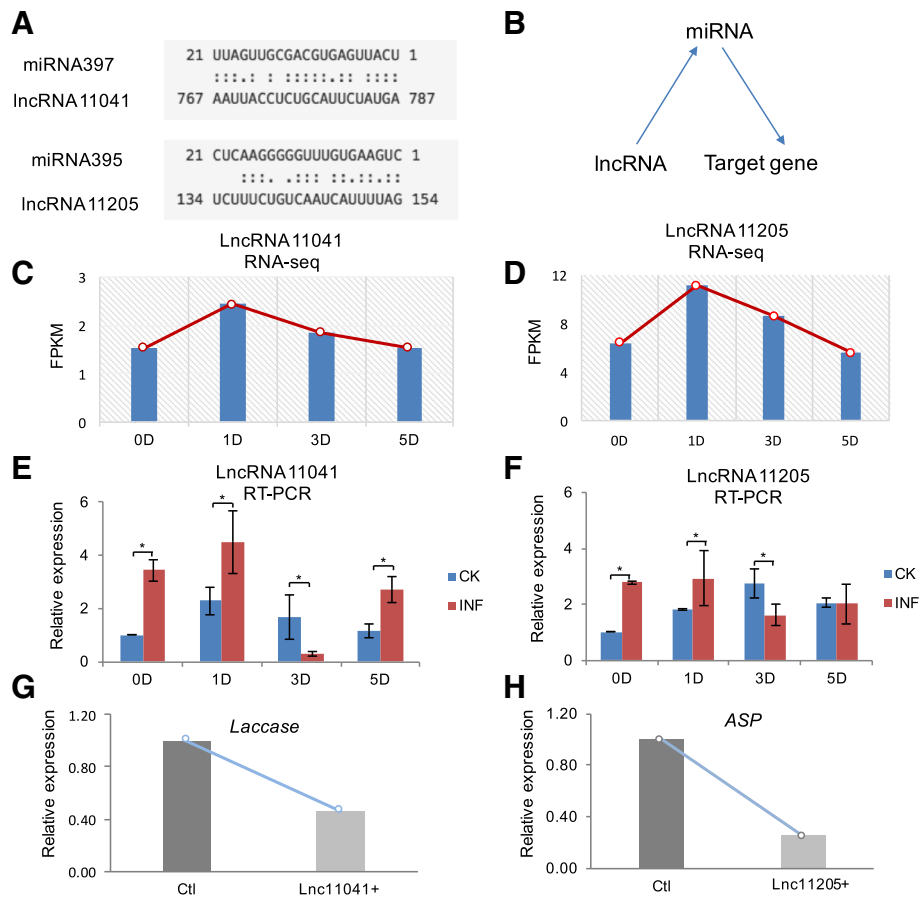 A
miRNA397
21 UUAGUUGCGACGUGAGUUACU 1
:::.: : :::::.:: ::::
lncRNA11041
767 AAUUACCUCUGCAUUCUAUGA 787
miRNA395
21 CUCAAGGGGGUUUGUGAAGUC 1
:::. .::: ::.::.::
lncRNA11205
134 UCUUUCUGUCAAUCAUUUUAG 154
B
miRNA
lncRNA
Target gene
C
LncRNA11041
RNA-seq
FPKM
3
2
1
0
0D 1D 3D 5D
D
LncRNA11205
RNA-seq
FPKM
12
8
4
0
0D 1D 3D 5D
E
LncRNA11041
RT-PCR
Relative expression
6
4
2
0
* * * *
0D 1D 3D 5D
CK
INF
F
LncRNA11205
RT-PCR
Relative expression
6
4
2
0
* * *
0D 1D 3D 5D
CK
INF
G
Laccase
Relative expression
1.20
0.80
0.40
0.00
Ctl Lnc11041+
H
ASP
Relative expression
1.20
0.80
0.40
0.00
Ctl Lnc11205+